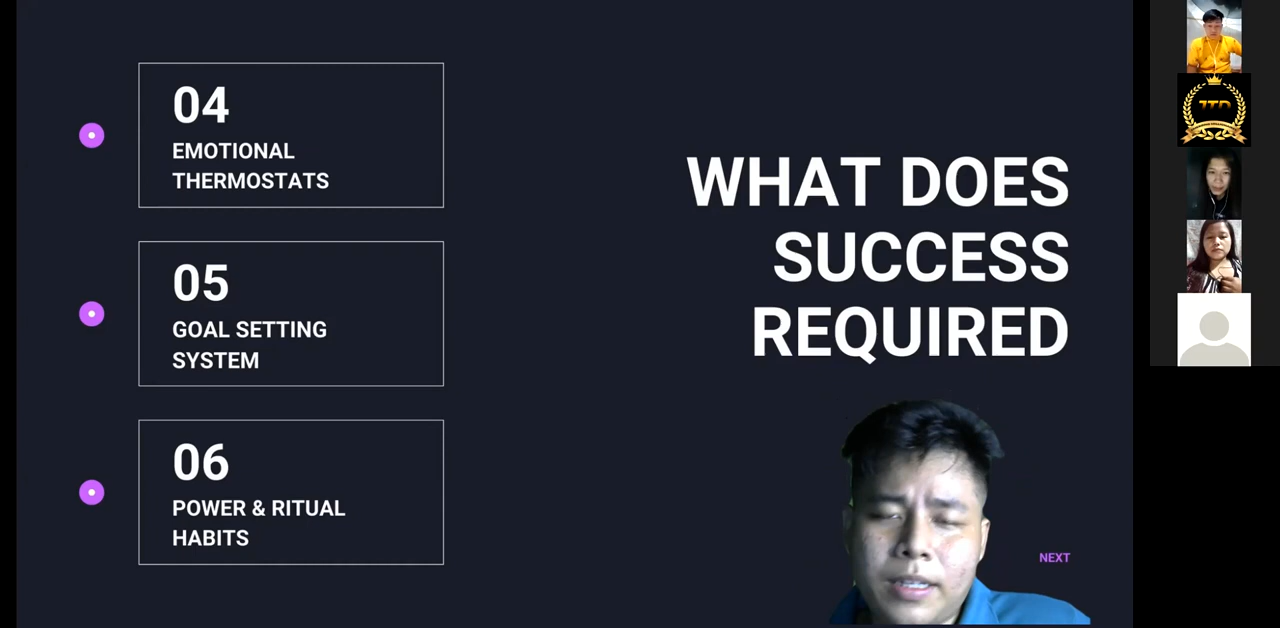 04
EMOTIONAL
THERMOSTATS
05
GOAL SETTING
SYSTEM
06
POWER & RITUAL
HABITS
WHAT DOES
SUCCESS
REQUIRED
NEXT